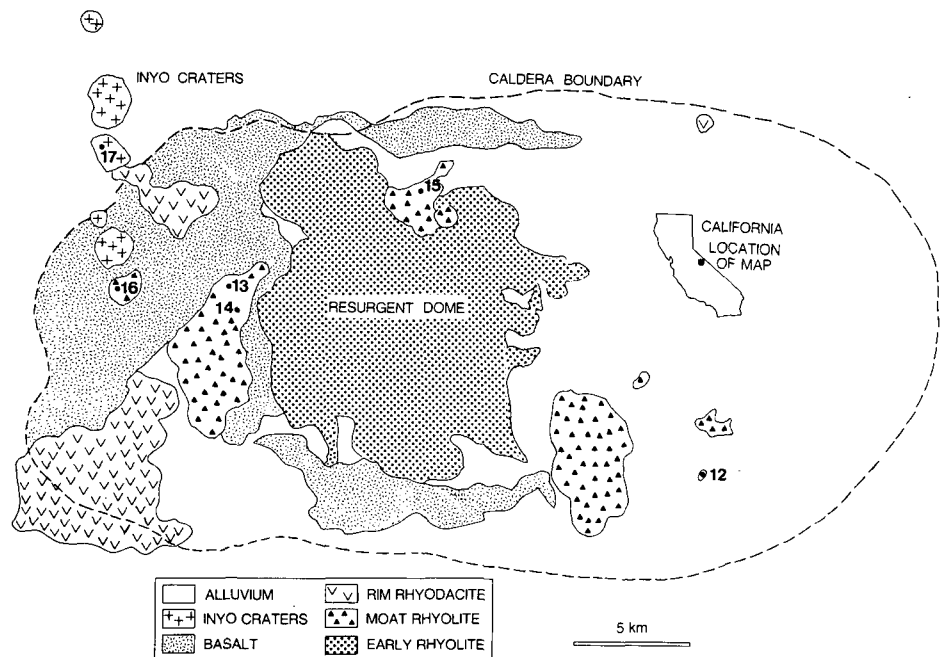 INYO CRATERS
CALDERA BOUNDARY
17
15
CALIFORNIA
LOCATION
OF MAP
16
13
14
RESURGENT DOME
12
ALLUVIUM
RIM RHYODACITE
INYO CRATERS
MOAT RHYOLITE
BASALT
EARLY RHYOLITE
5 km